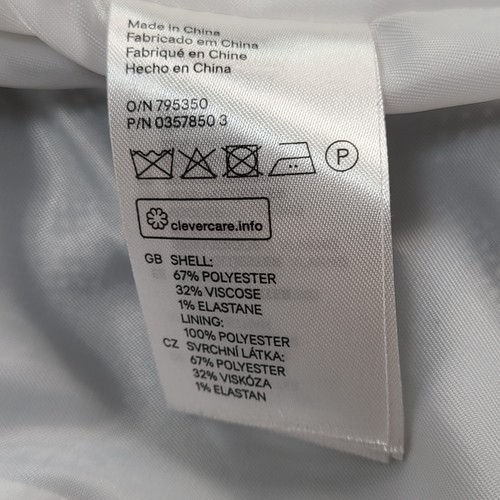 Made in China
Fabricado em China
Fabriqué en Chine
Hecho en China
O/N 795350
P/N 0357850 3
P
clevercare.info
GB SHELL:
67% POLYESTER
32% VISCOSE
1% ELASTANE
LINING:
100% POLYESTER
CZ SVRCHNÍ LÁTKA:
67% POLYESTER
32% VISKÓZA
1% ELASTAN